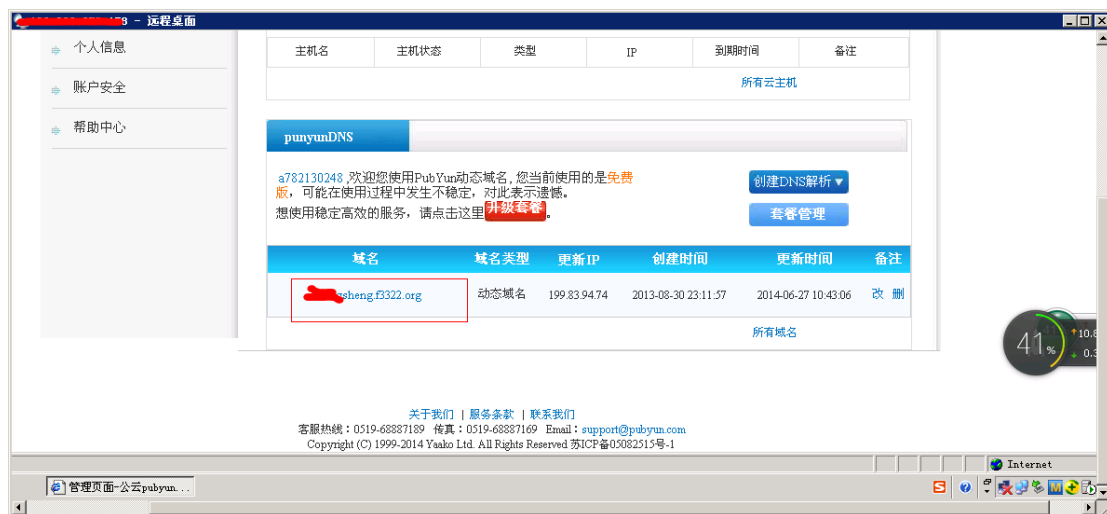 8 - 远程桌面
个人信息
账户安全
帮助中心
主机名 主机状态 类型 IP 到期时间 备注
所有云主机
punyunDNS
a782130248 ,欢迎您使用PubYun动态域名, 您当前使用的是免费
版, 可能在使用过程中发生不稳定, 对此表示遗憾。
想使用稳定高效的服务, 请点击这里升级套餐。
创建DNS解析▼
套餐管理
域名 域名类型 更新IP 创建时间 更新时间 备注
gsheng.f3322.org 动态域名 199.83.94.74 2013-08-30 23:11:57 2014-06-27 10:43:06 改 删
所有域名
41%
10.8
0.3
关于我们 | 服务条款 | 联系我们
客服热线：0519-68887189 传真：0519-68887169 Email：support@pubyun.com
Copyright (C) 1999-2014 Yaako Ltd. All Rights Reserved 苏ICP备05082515号-1
Internet
管理页面-公云pubyun...